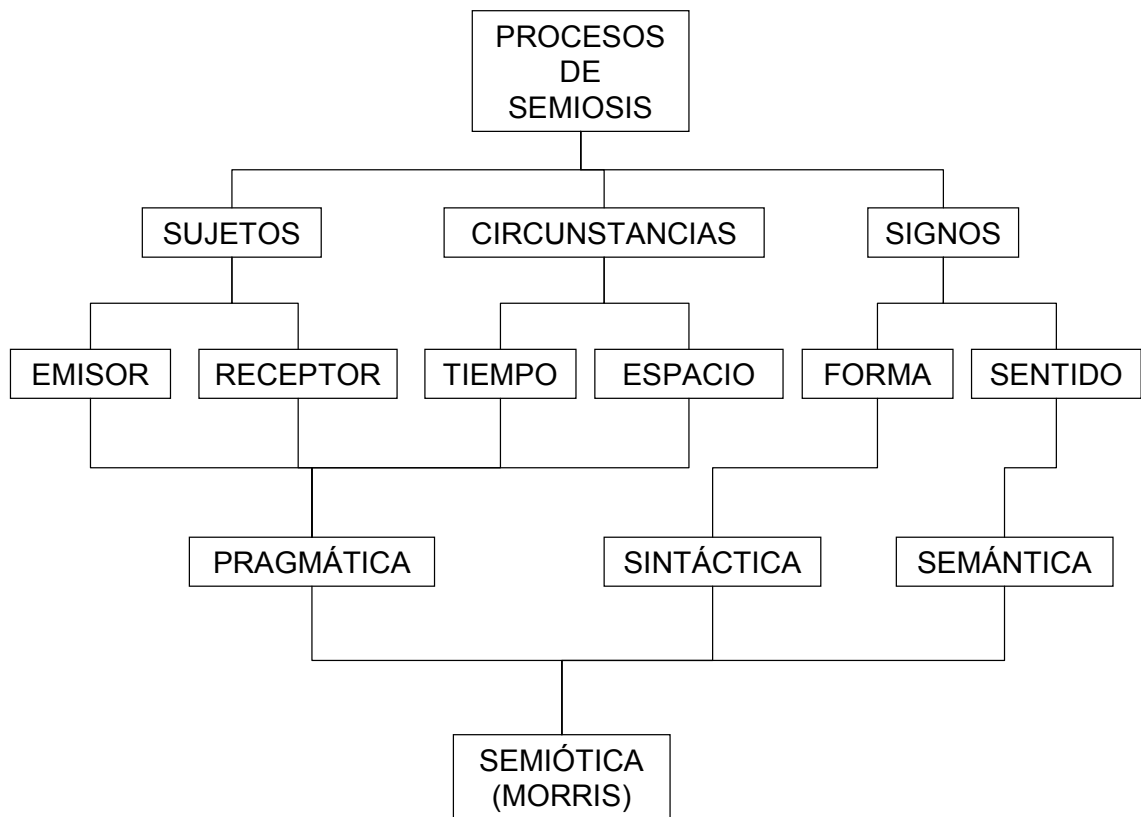 PROCESOS
DE
SEMIOSIS
SUJETOS
CIRCUNSTANCIAS
SIGNOS
EMISOR
RECEPTOR
TIEMPO
ESPACIO
FORMA
SENTIDO
PRAGMÁTICA
SINTÁCTICA
SEMÁNTICA
SEMIÓTICA
(MORRIS)